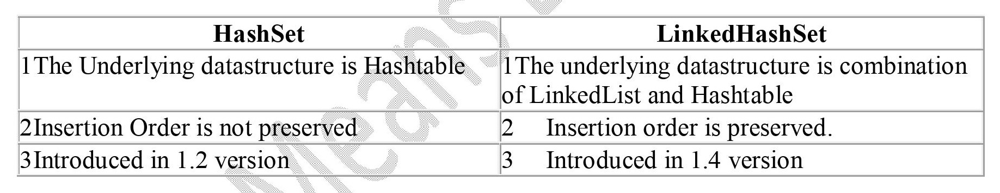 HashSet
LinkedHashSet
1The Underlying datastructure is Hashtable
1The underlying datastructure is combination
of LinkedList and Hashtable
2Insertion Order is not preserved
2 Insertion order is preserved.
3Introduced in 1.2 version
3 Introduced in 1.4 version
Means